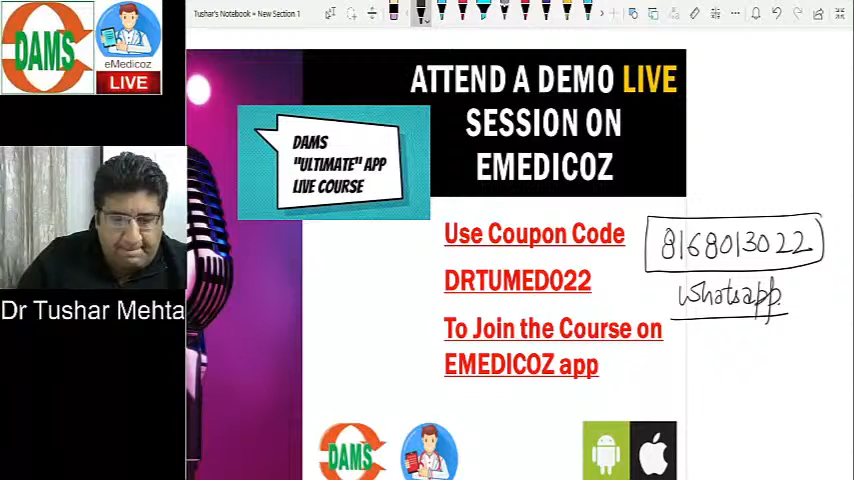 DAMS
eMedicoz
LIVE
Tushar's Notebook » New Section 1
ATTEND A DEMO LIVE
SESSION ON
EMEDICOZ
DAMS
"ULTIMATE" APP
LIVE COURSE
Use Coupon Code
DRTUMED022
To Join the Course on
EMEDICOZ app
8168013022
Whatsapp
Dr Tushar Mehta
DAMS